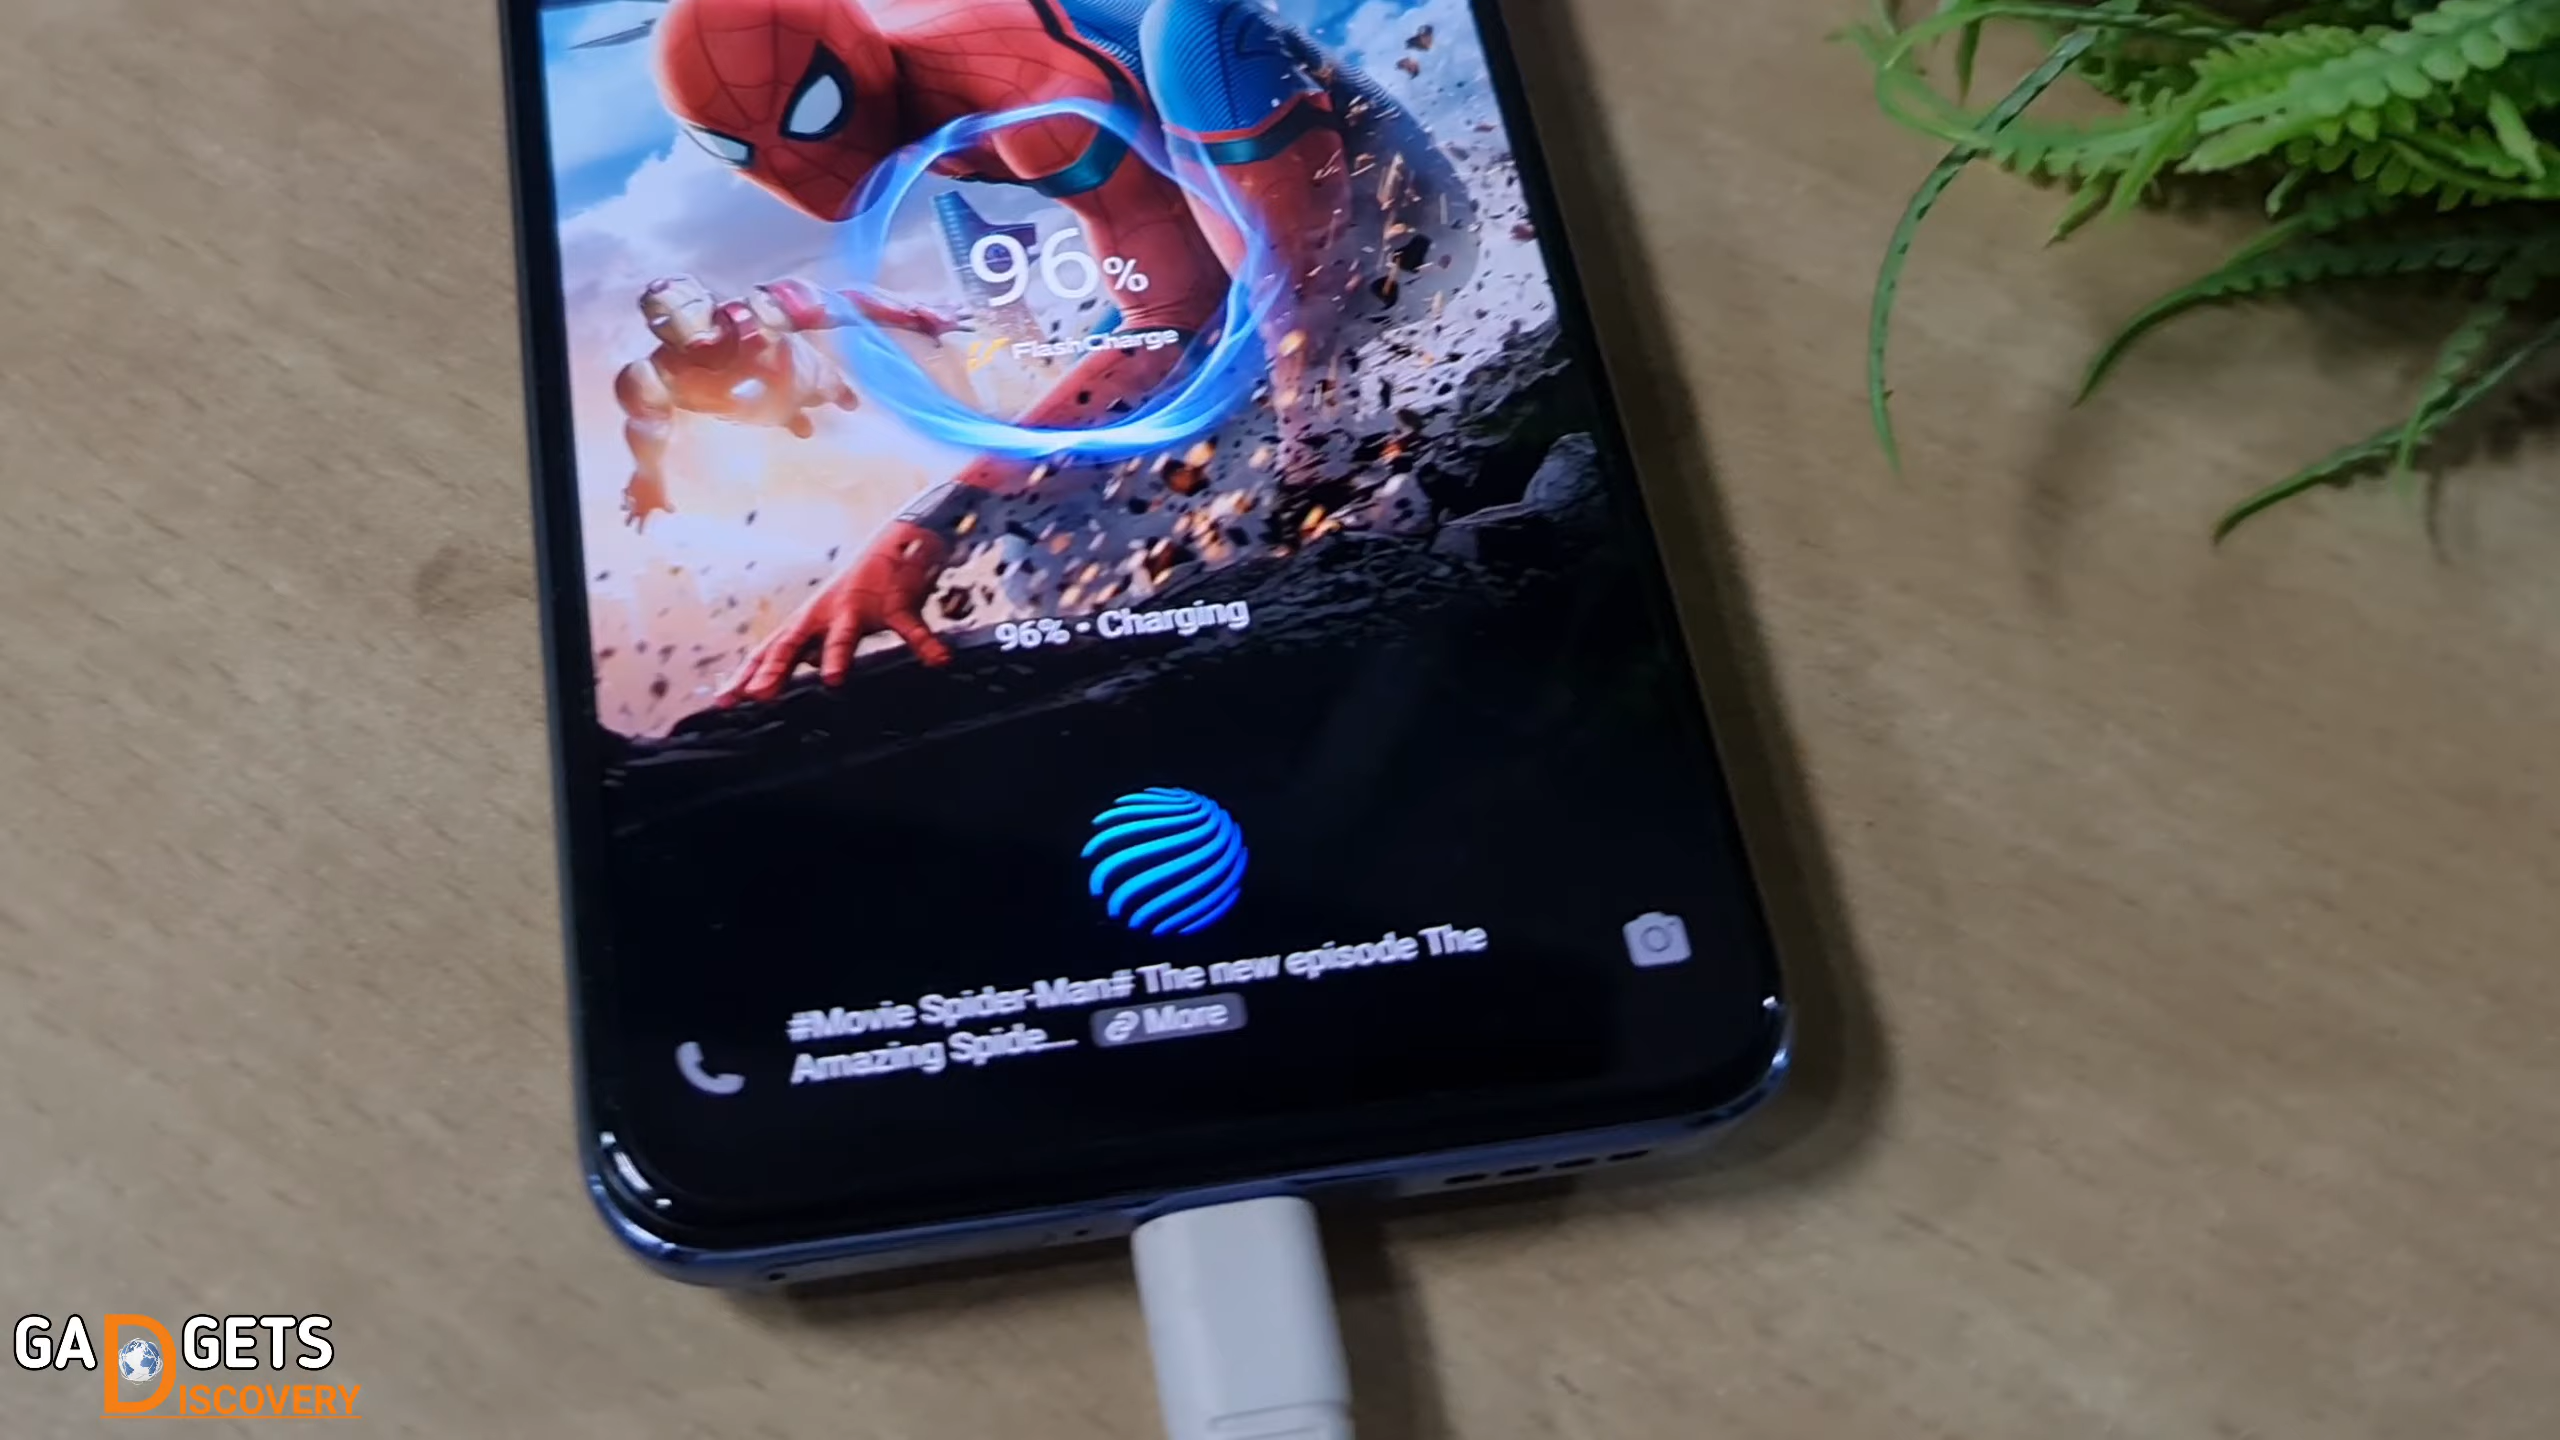 96%
FlashCharge
96% • Charging
#Movie Spider-Man# The new episode The
Amazing Spide... More
GADGETS
DISCOVERY